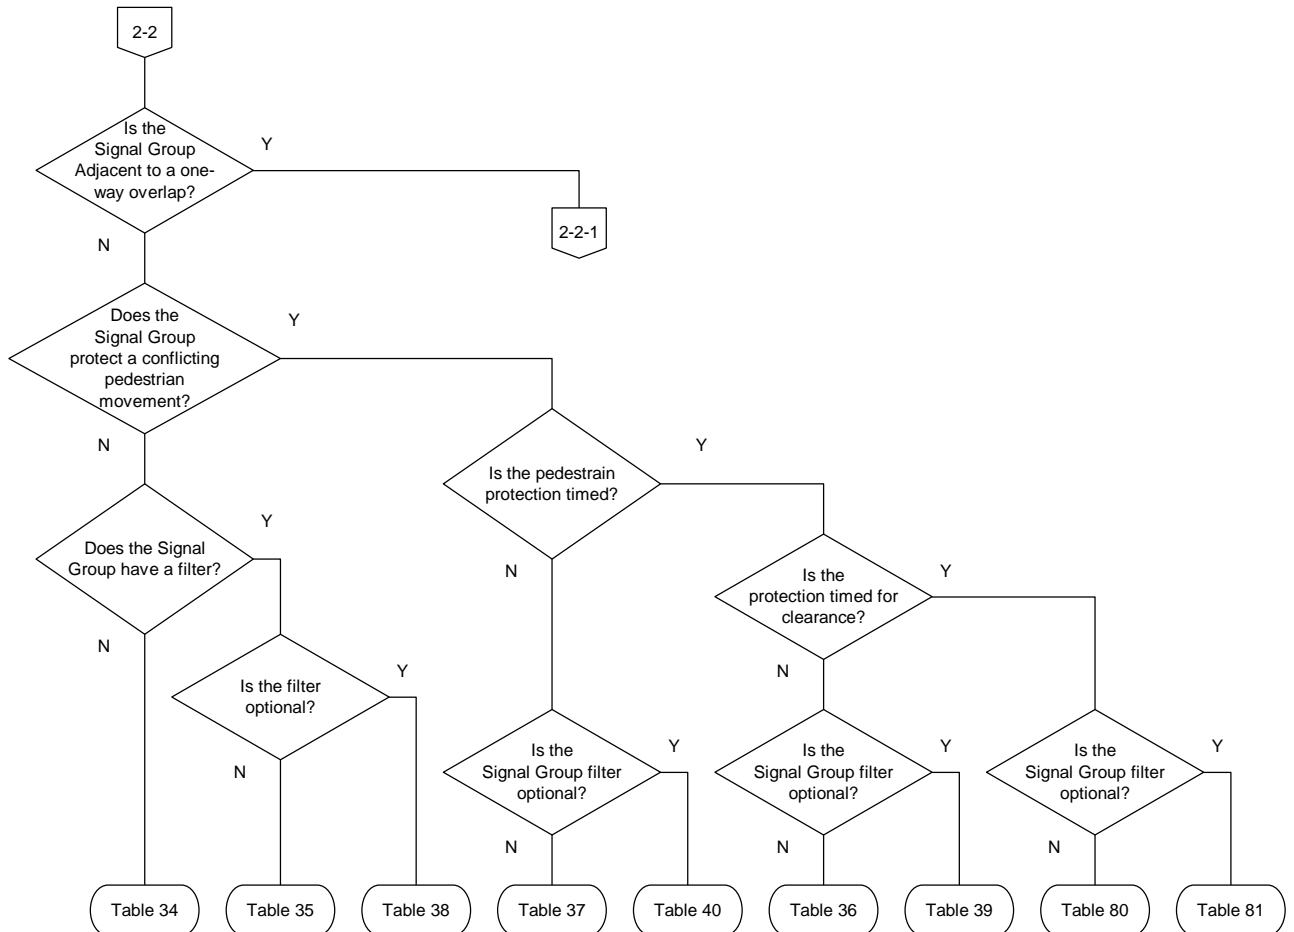 2-2
Is the
Signal Group
Adjacent to a one-
way overlap?
Y
N
2-2-1
Does the
Signal Group
protect a conflicting
pedestrian
movement?
Y
N
Is the pedestrain
protection timed?
Y
N
Does the Signal
Group have a filter?
Y
N
Is the
protection timed for
clearance?
Y
N
Is the filter
optional?
Y
N
Is the
Signal Group filter
optional?
Y
N
Is the
Signal Group filter
optional?
Y
N
Is the
Signal Group filter
optional?
Y
N
Table 34
Table 35
Table 38
Table 37
Table 40
Table 36
Table 39
Table 80
Table 81